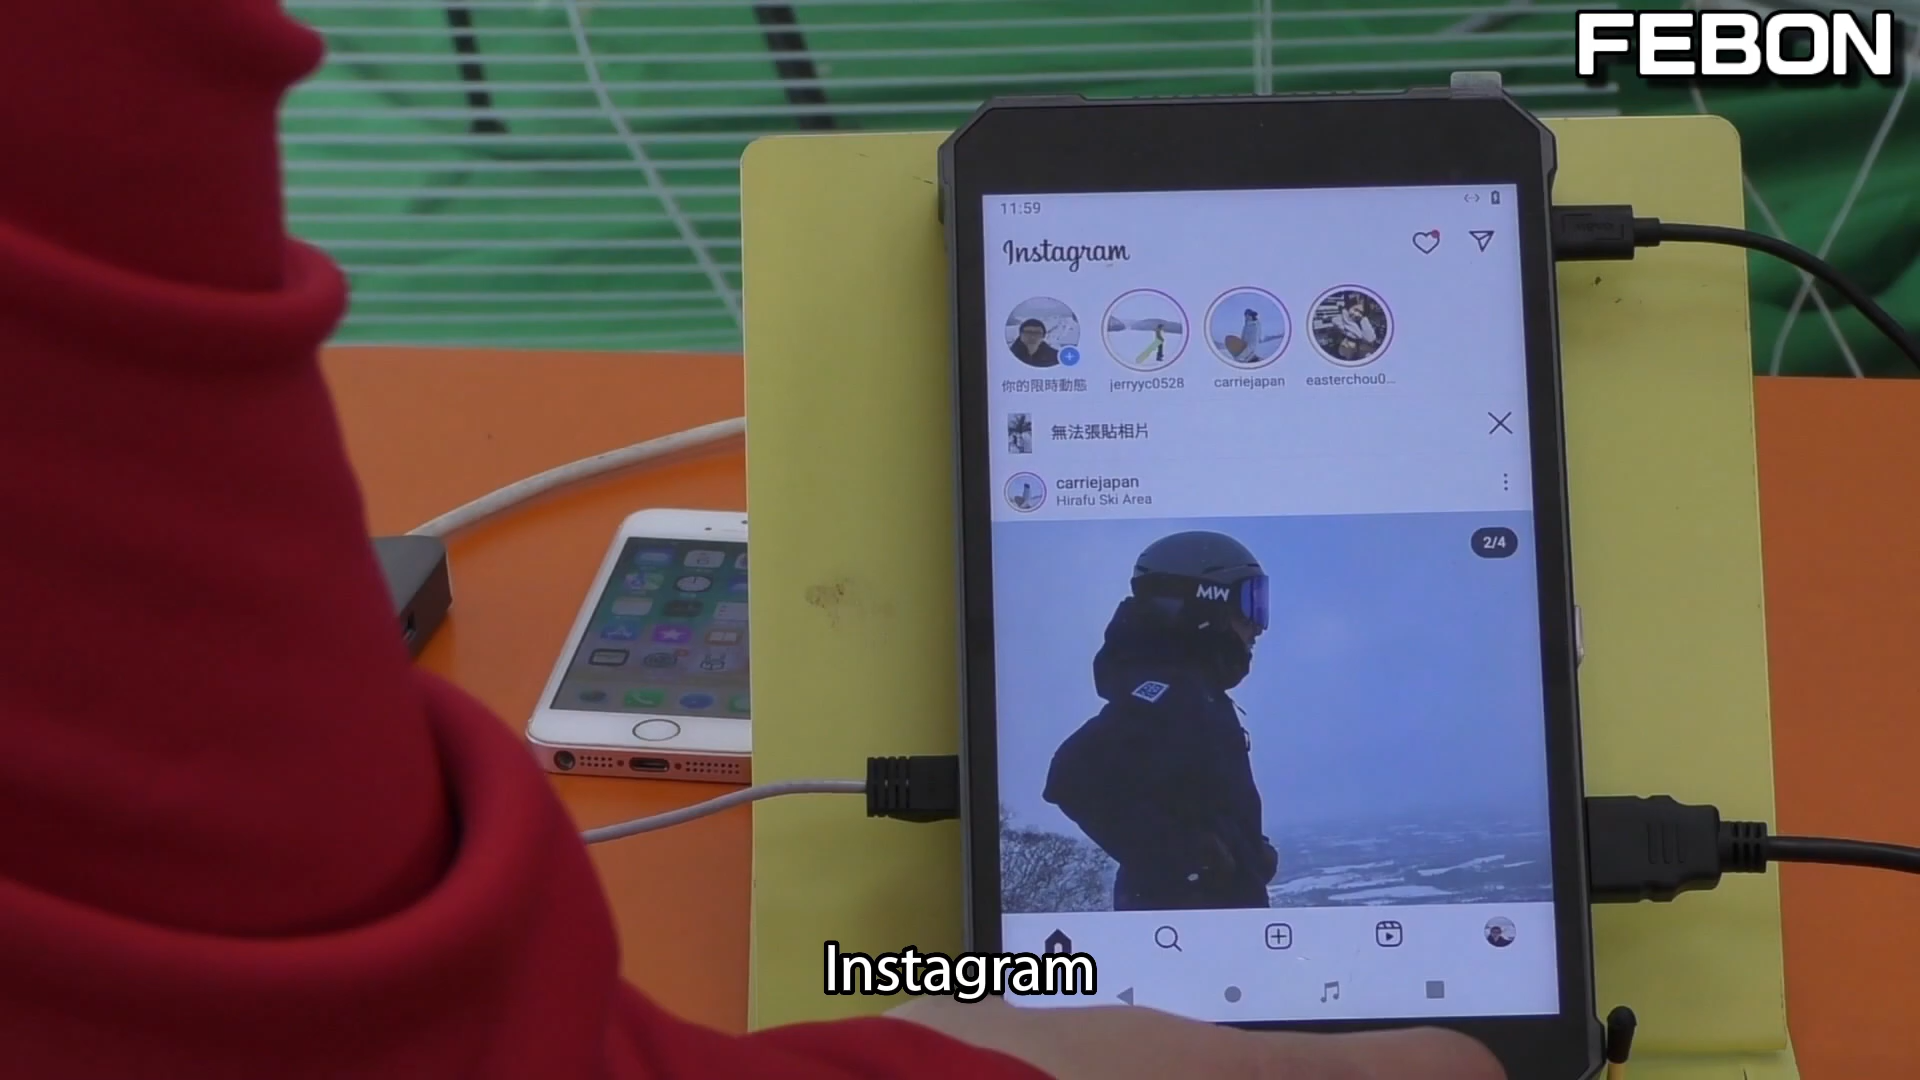 FEBON
11:59
Instagram
你的限時動態
jerryyc0528
carriejapan
easterchou0...
無法張貼相片
carriejapan
Hirafu Ski Area
2/4
MW
Instagram